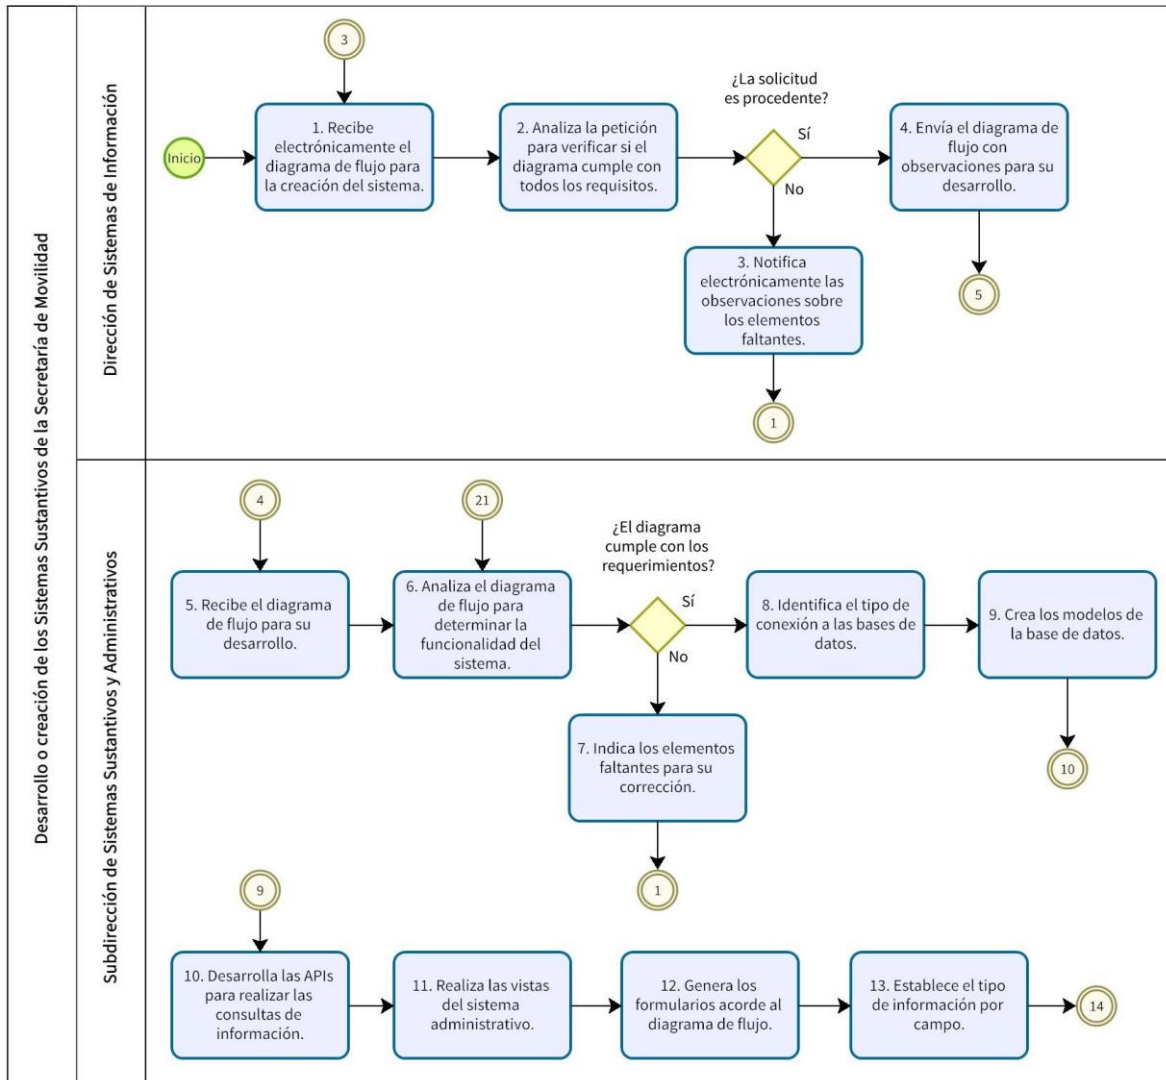 Desarrollo o creación de los Sistemas Sustantivos de la Secretaría de Movilidad
Dirección de Sistemas de Información
3
Inicio
1. Recibe
electrónicamente el
diagrama de flujo para
la creación del sistema.
2. Analiza la petición
para verificar si el
diagrama cumple con
todos los requisitos.
¿La solicitud
es procedente?
Sí
No
4. Envía el diagrama de
flujo con
observaciones para su
desarrollo.
5
3. Notifica
electrónicamente las
observaciones sobre
los elementos
faltantes.
1
Subdirección de Sistemas Sustantivos y Administrativos
4
21
5. Recibe el diagrama
de flujo para su
desarrollo.
6. Analiza el diagrama
de flujo para
determinar la
funcionalidad del
sistema.
¿El diagrama
cumple con los
requerimientos?
Sí
No
8. Identifica el tipo de
conexión a las bases de
datos.
9. Crea los modelos de
la base de datos.
10
7. Indica los elementos
faltantes para su
corrección.
1
9
10. Desarrolla las APIs
para realizar las
consultas de
información.
11. Realiza las vistas
del sistema
administrativo.
12. Genera los
formularios acorde al
diagrama de flujo.
13. Establece el tipo
de información por
campo.
14